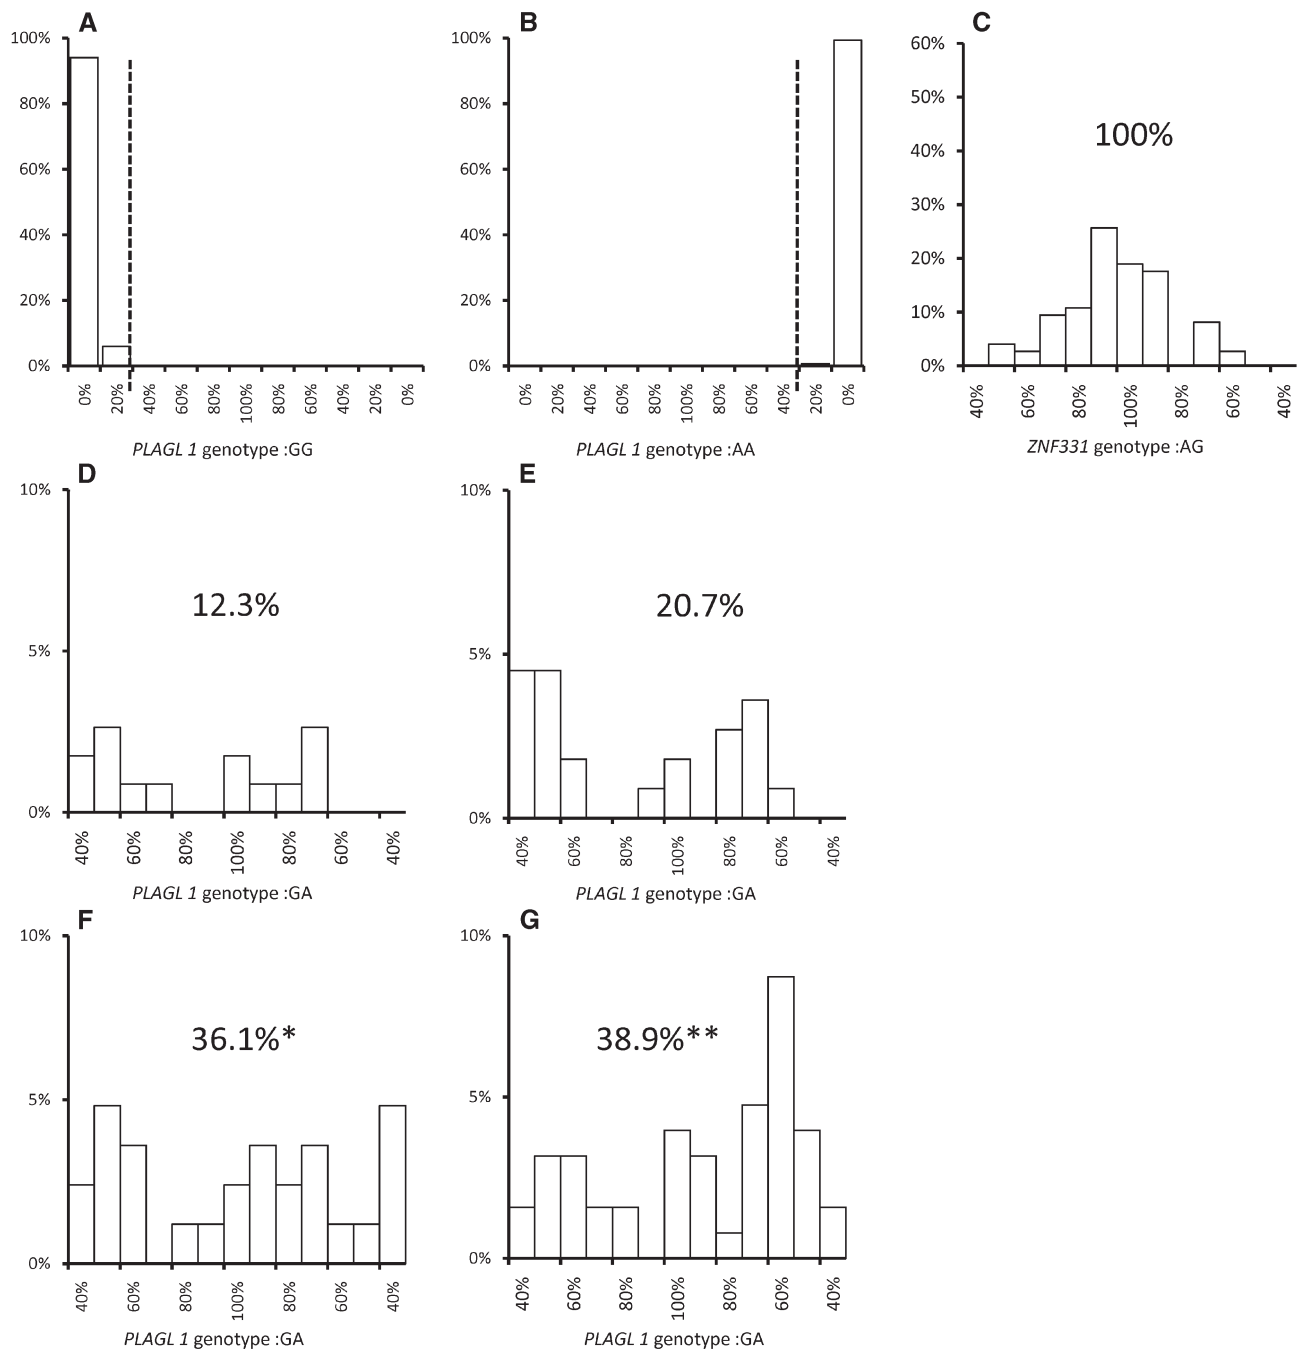 A
100%
80%
60%
40%
20%
0%
0% 20% 40% 60% 80% 100% 80% 60% 40% 20% 0%
PLAGL 1 genotype :GG
B
100%
80%
60%
40%
20%
0%
0% 20% 40% 60% 80% 100% 80% 60% 40% 20% 0%
PLAGL 1 genotype :AA
C
60%
50%
40%
30%
20%
10%
0%
100%
40% 60% 80% 100% 80% 60% 40%
ZNF331 genotype :AG
D
10%
5%
0%
12.3%
40% 60% 80% 100% 80% 60% 40%
PLAGL 1 genotype :GA
E
10%
5%
0%
20.7%
40% 60% 80% 100% 80% 60% 40%
PLAGL 1 genotype :GA
F
10%
5%
0%
36.1%*
40% 60% 80% 100% 80% 60% 40%
PLAGL 1 genotype :GA
G
10%
5%
0%
38.9%**
40% 60% 80% 100% 80% 60% 40%
PLAGL 1 genotype :GA